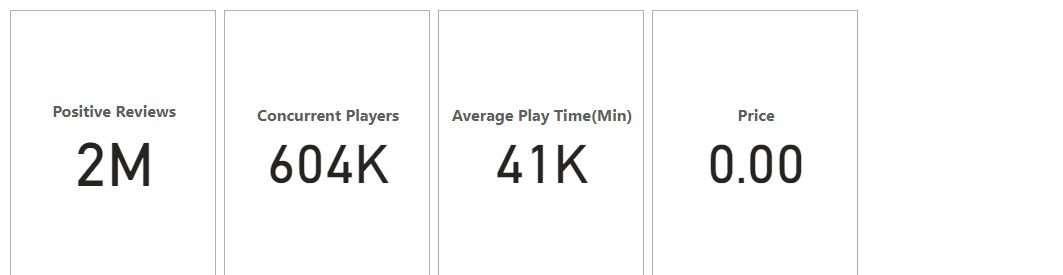 Positive Reviews
2M
Concurrent Players
604K
Average Play Time(Min)
41K
Price
0.00